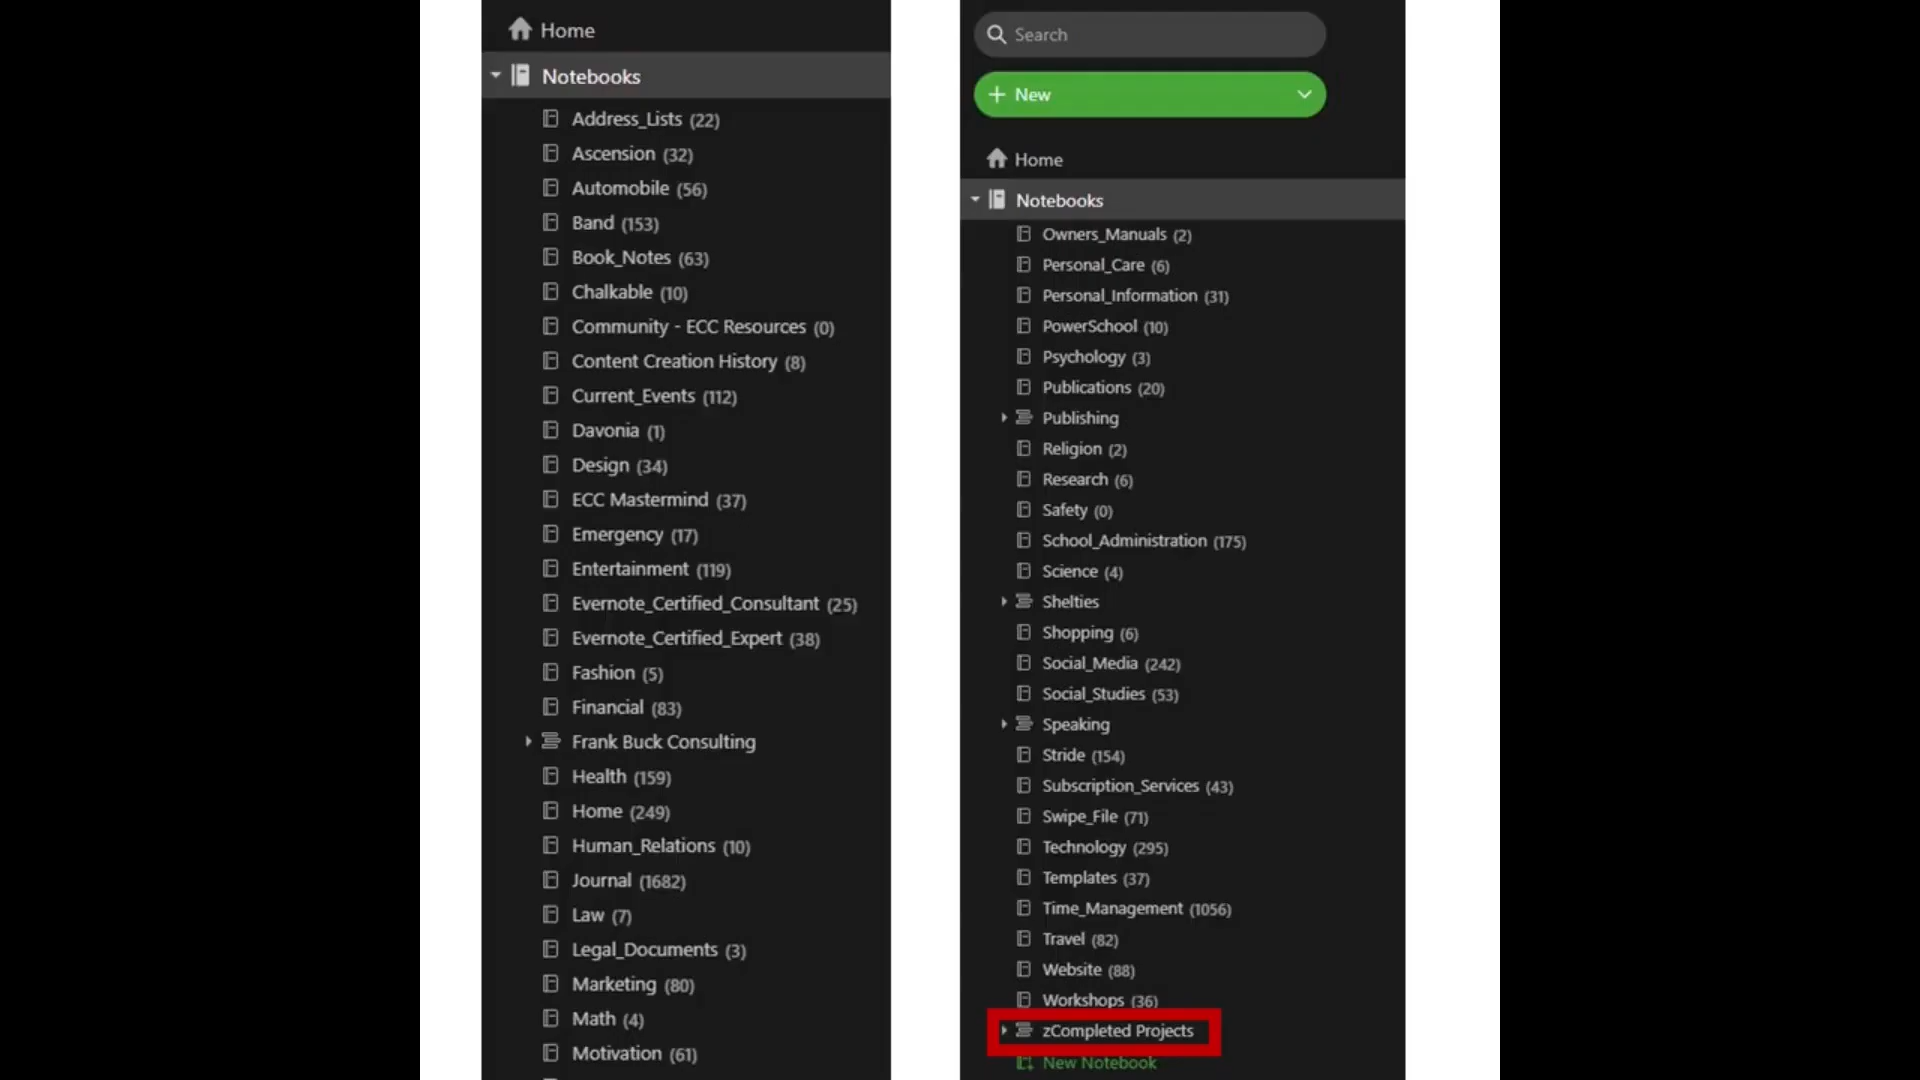 Home
Notebooks
Address_Lists (22)
Ascension (32)
Automobile (56)
Band (153)
Book_Notes (63)
Chalkable (10)
Community - ECC Resources (0)
Content Creation History (8)
Current_Events (112)
Davonia (1)
Design (34)
ECC Mastermind (37)
Emergency (17)
Entertainment (119)
Evernote_Certified_Consultant (25)
Evernote_Certified_Expert (38)
Fashion (5)
Financial (83)
Frank Buck Consulting
Health (159)
Home (249)
Human_Relations (10)
Journal (1682)
Law (7)
Legal_Documents (3)
Marketing (80)
Math (4)
Motivation (61)
Search
New
Home
Notebooks
Owners_Manuals (2)
Personal_Care (6)
Personal_Information (31)
PowerSchool (10)
Psychology (3)
Publications (20)
Publishing
Religion (2)
Research (6)
Safety (0)
School_Administration (175)
Science (4)
Shelties
Shopping (6)
Social_Media (242)
Social_Studies (53)
Speaking
Stride (154)
Subscription_Services (43)
Swipe_File (71)
Technology (295)
Templates (37)
Time_Management (1056)
Travel (82)
Website (88)
Workshops (36)
zCompleted Projects
New Notebook